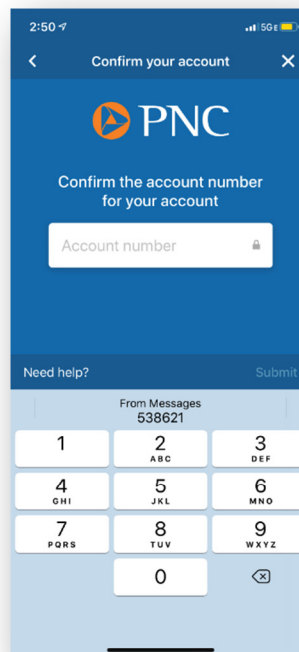 2:50
5GE
Confirm your account
PNC
Confirm the account number
for your account
Account number
Need help?
Submit
From Messages
538621
1
2
ABC
3
DEF
4
GHI
5
JKL
6
MNO
7
PQRS
8
TUV
9
WXYZ
0